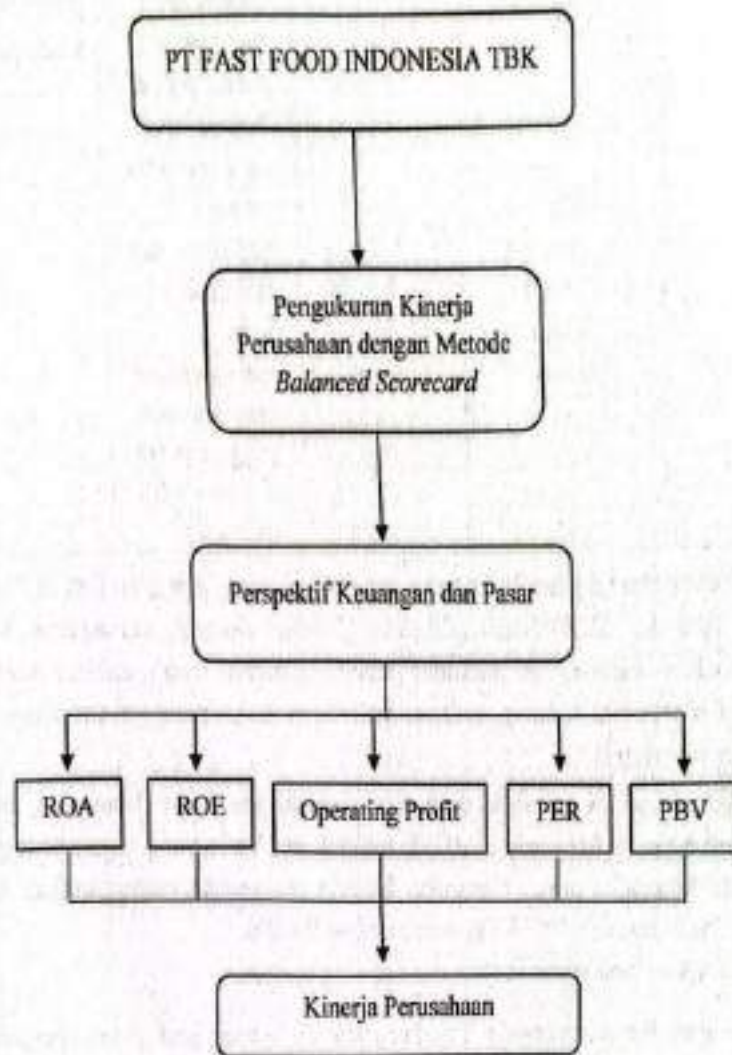 PT FAST FOOD INDONESIA TBK
Pengukuran Kinerja
Perusahaan dengan Metode
Balanced Scorecard
Perspektif Keuangan dan Pasar
ROA
ROE
Operating Profit
PER
PBV
Kinerja Perusahaan